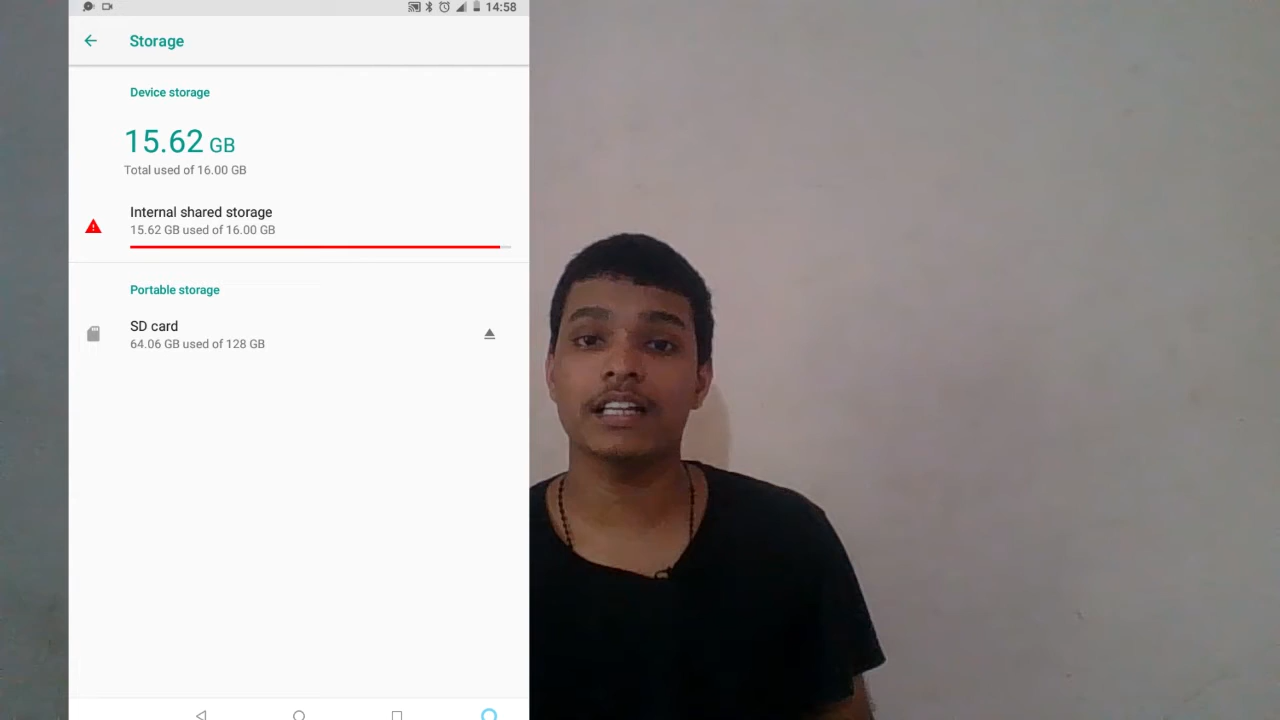 14:58
Storage
Device storage
15.62 GB
Total used of 16.00 GB
Internal shared storage
15.62 GB used of 16.00 GB
Portable storage
SD card
64.06 GB used of 128 GB